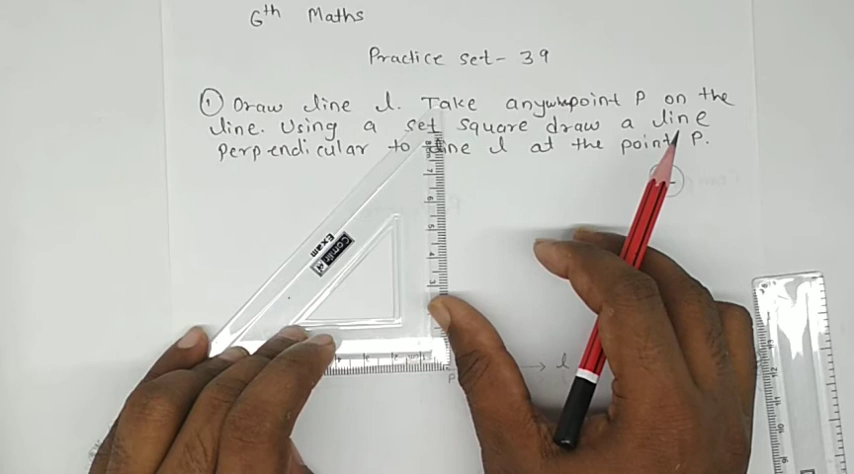 6th Maths
Practice set- 39
① Draw line l. Take any point P on the
line. Using a set square draw a line
perpendicular to line l at the point P.
Exam
l
P